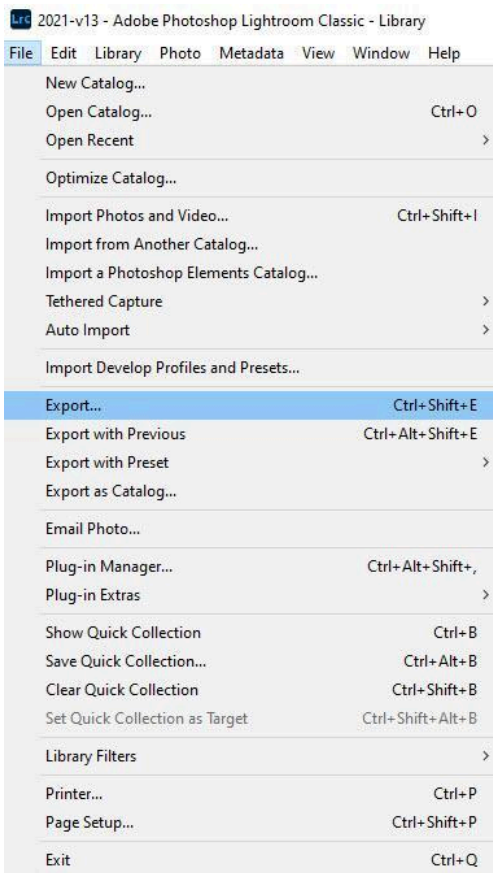 LrC 2021-v13 - Adobe Photoshop Lightroom Classic - Library
File Edit Library Photo Metadata View Window Help
New Catalog...
Open Catalog... Ctrl+O
Open Recent >
Optimize Catalog...
Import Photos and Video... Ctrl+Shift+I
Import from Another Catalog...
Import a Photoshop Elements Catalog...
Tethered Capture >
Auto Import >
Import Develop Profiles and Presets...
Export... Ctrl+Shift+E
Export with Previous Ctrl+Alt+Shift+E
Export with Preset >
Export as Catalog...
Email Photo...
Plug-in Manager... Ctrl+Alt+Shift+,
Plug-in Extras >
Show Quick Collection Ctrl+B
Save Quick Collection... Ctrl+Alt+B
Clear Quick Collection Ctrl+Shift+B
Set Quick Collection as Target Ctrl+Shift+Alt+B
Library Filters >
Printer... Ctrl+P
Page Setup... Ctrl+Shift+P
Exit Ctrl+Q